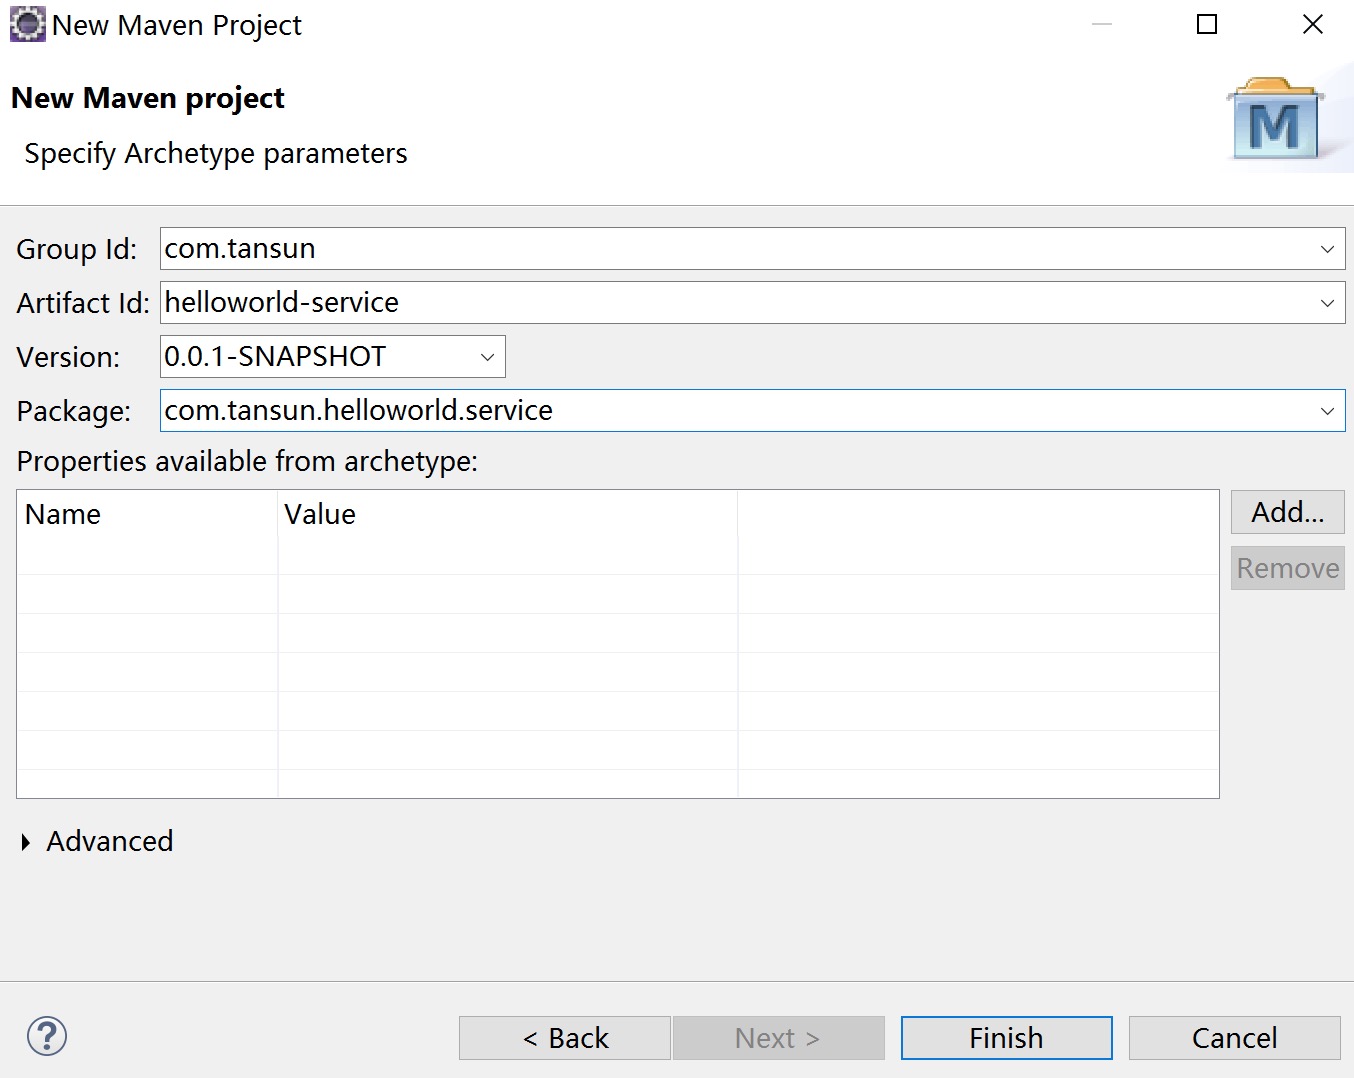 New Maven Project
New Maven project
Specify Archetype parameters
M
Group Id: com.tansun
Artifact Id: helloworld-service
Version: 0.0.1-SNAPSHOT
Package: com.tansun.helloworld.service
Properties available from archetype:
Name Value
Add...
Remove
Advanced
? < Back Next > Finish Cancel